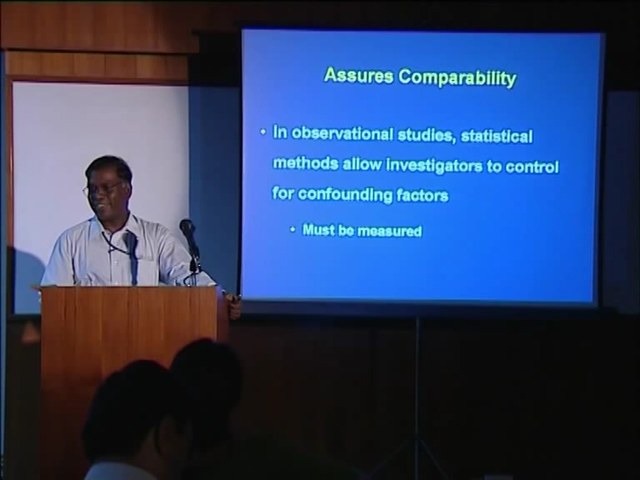 Assures Comparability
• In observational studies, statistical
methods allow investigators to control
for confounding factors
• Must be measured